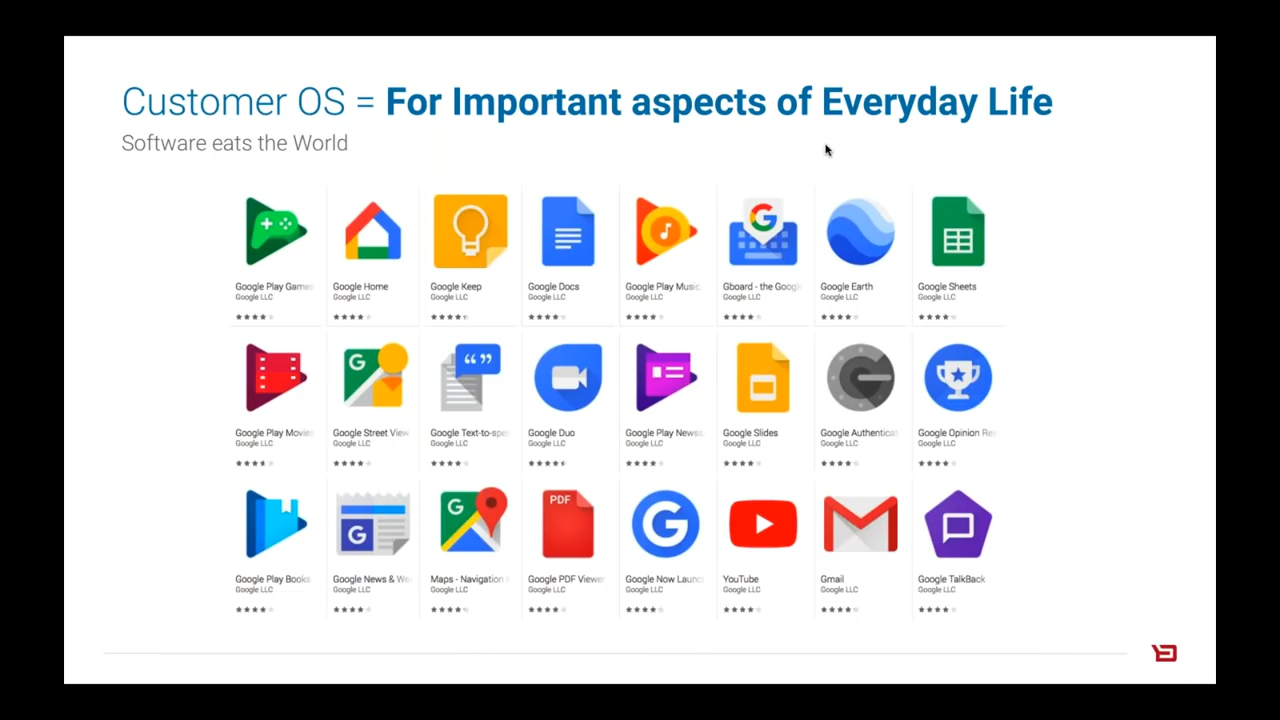 Customer OS = For Important aspects of Everyday Life
Software eats the World
Google Play Games Google Home Google Keep Google Docs Google Play Music Gboard - the Goog Google Earth Google Sheets
Google LLC Google LLC Google LLC Google LLC Google LLC Google LLC Google LLC Google LLC
G
“ ”
Google Play Movies Google Street View Google Text-to-spe Google Duo Google Play Newss Google Slides Google Authenticat Google Opinion Re
Google LLC Google LLC Google LLC Google LLC Google LLC Google LLC Google LLC Google LLC
G G PDF G
Google Play Books Google News & We Maps - Navigation Google PDF Viewer Google Now Launc YouTube Gmail Google TalkBack
Google LLC Google LLC Google LLC Google LLC Google LLC Google LLC Google LLC Google LLC